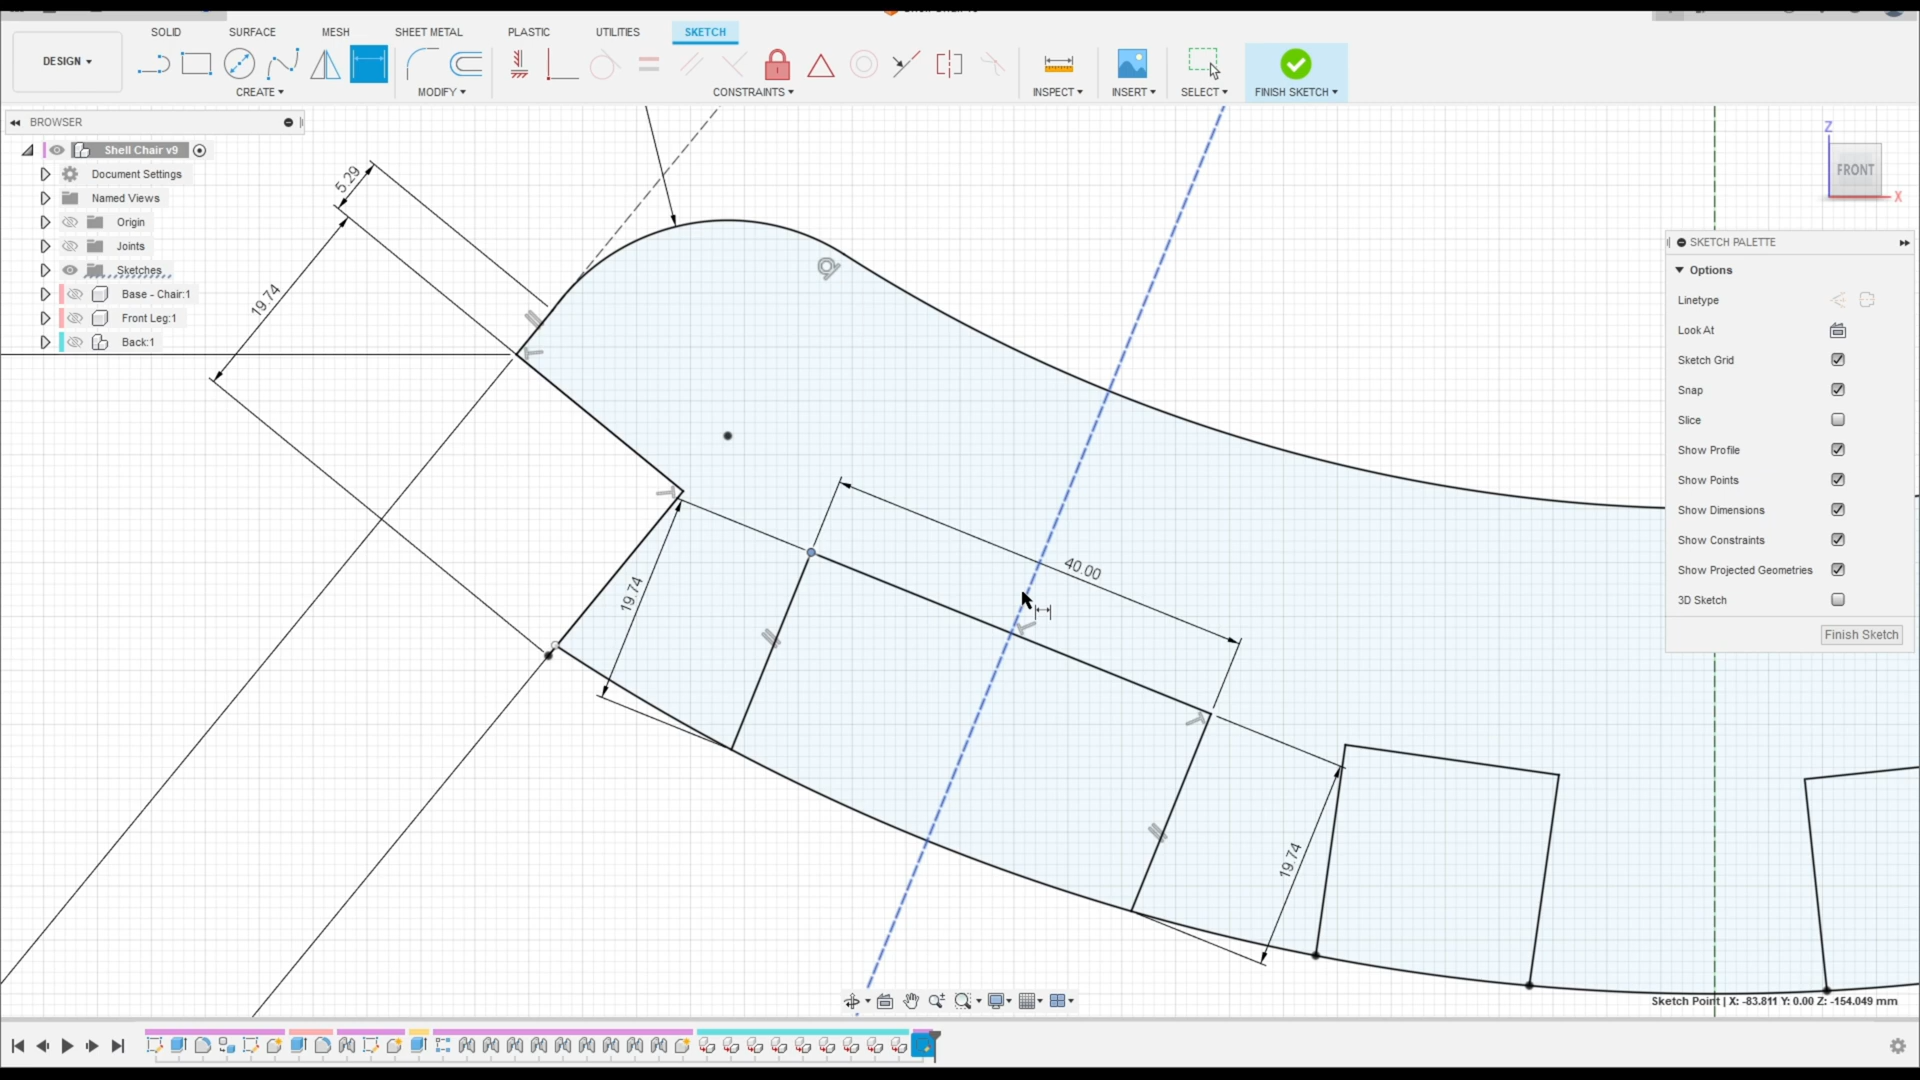 SOLID SURFACE MESH SHEET METAL PLASTIC UTILITIES SKETCH
DESIGN
CREATE MODIFY CONSTRAINTS INSPECT INSERT SELECT FINISH SKETCH
BROWSER
Shell Chair v9
Document Settings
Named Views
Origin
Joints
Sketches
Base - Chair:1
Front Leg:1
Back:1
5.29
19.74
19.74
40.00
19.74
Z
FRONT
X
SKETCH PALETTE
Options
Linetype
Look At
Sketch Grid
Snap
Slice
Show Profile
Show Points
Show Dimensions
Show Constraints
Show Projected Geometries
3D Sketch
Finish Sketch
Sketch Point | X: -83.811 Y: 0.00 Z: -154.049 mm